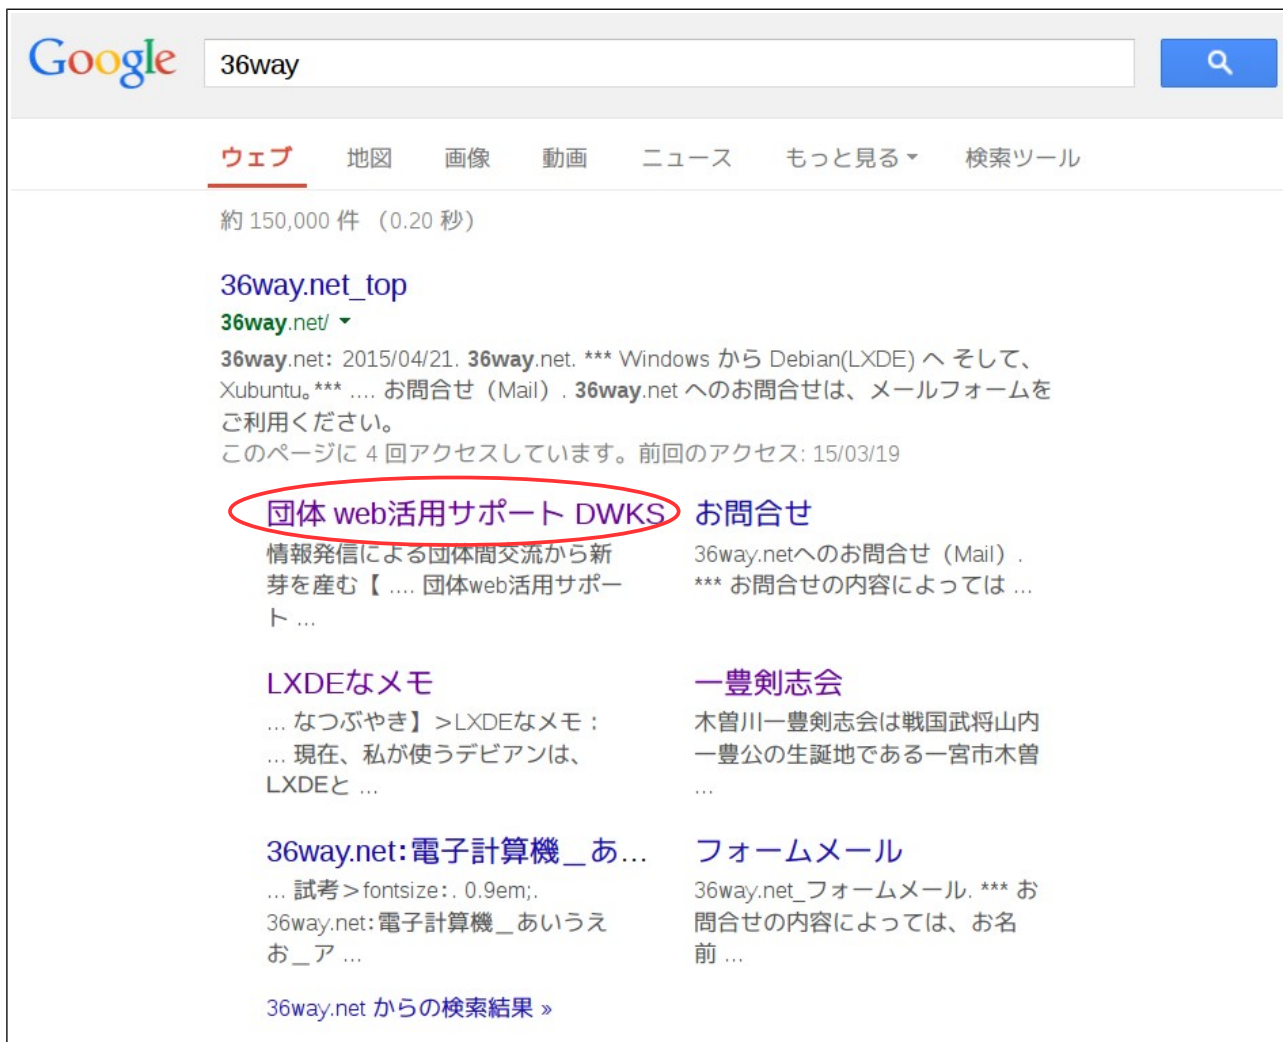 Google 36way
ウェブ 地図 画像 動画 ニュース もっと見る 検索ツール
約 150,000 件 （0.20 秒）
36way.net_top
36way.net/
36way.net: 2015/04/21. 36way.net. *** Windows から Debian(LXDE) へ そして、
Xubuntu。*** .... お問合せ（Mail）. 36way.net へのお問合せは、メールフォームを
ご利用ください。
このページに 4 回アクセスしています。前回のアクセス: 15/03/19
団体 web活用サポート DWKS
情報発信による団体間交流から新
芽を産む【 .... 団体web活用サポー
ト ...
お問合せ
36way.netへのお問合せ（Mail）.
*** お問合せの内容によっては ...
LXDEなメモ
... なつぶやき】＞LXDEなメモ：
... 現在、私が使うデビアンは、
LXDEと ...
一豊剣志会
木曽川一豊剣志会は戦国武将山内
一豊公の生誕地である一宮市木曽
...
36way.net:電子計算機＿あ...
... 試考＞fontsize:. 0.9em;.
36way.net:電子計算機＿あいうえ
お＿ア ...
フォームメール
36way.net_フォームメール. *** お
問合せの内容によっては、お名
前 ...
36way.net からの検索結果 »